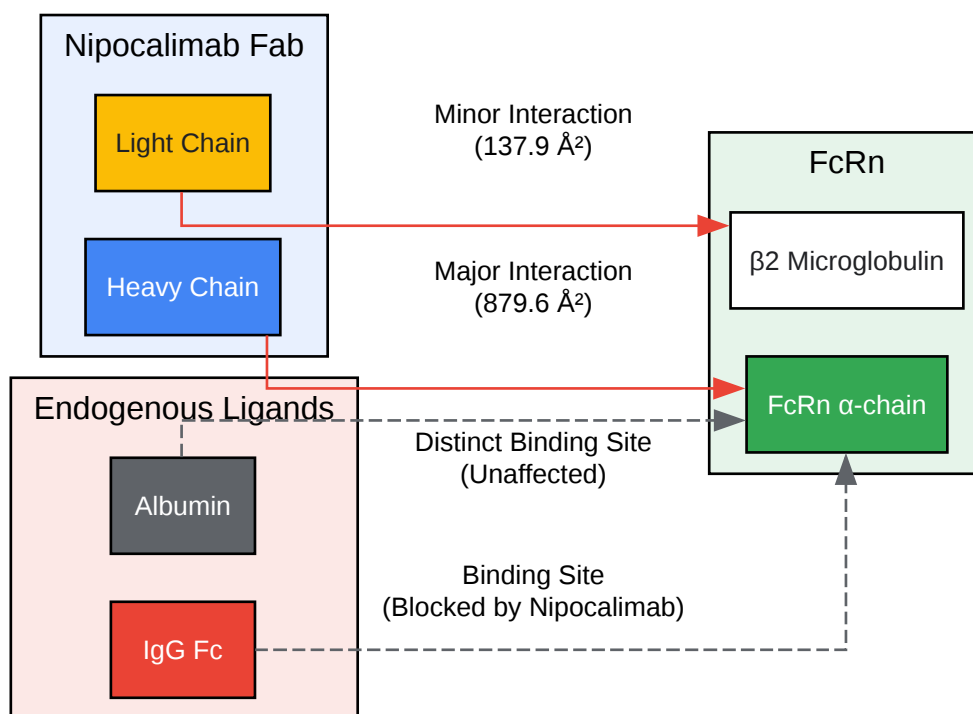 Nipocalimab Fab
Light Chain
Heavy Chain
Minor Interaction
(137.9 Å²)
Major Interaction
(879.6 Å²)
FcRn
β2 Microglobulin
FcRn α-chain
Endogenous Ligands
Albumin
IgG Fc
Distinct Binding Site
(Unaffected)
Binding Site
(Blocked by Nipocalimab)